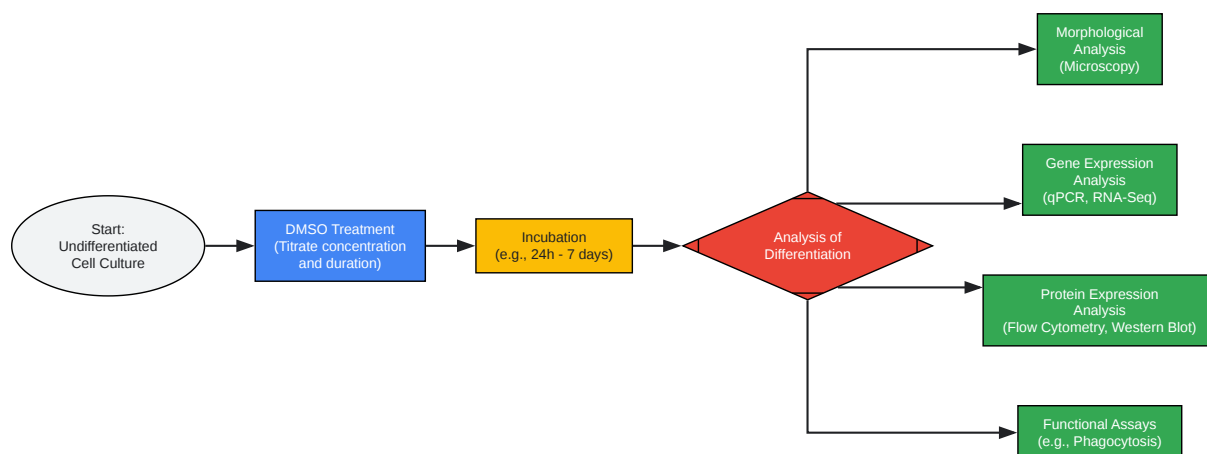 Start:
Undifferentiated
Cell Culture
DMSO Treatment
(Titrate concentration
and duration)
Incubation
(e.g., 24h - 7 days)
Analysis of
Differentiation
Morphological
Analysis
(Microscopy)
Gene Expression
Analysis
(qPCR, RNA-Seq)
Protein Expression
Analysis
(Flow Cytometry, Western Blot)
Functional Assays
(e.g., Phagocytosis)